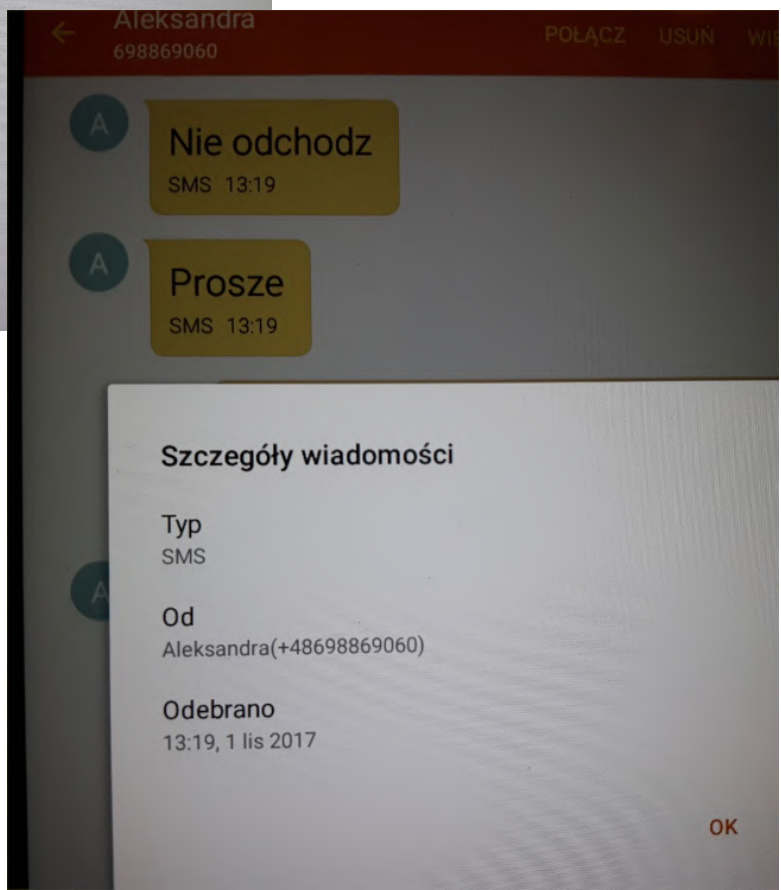 Aleksandra
698869060
POŁĄCZ USUŃ
A
Nie odchodz
SMS 13:19
A
Prosze
SMS 13:19
Szczegóły wiadomości
Typ
SMS
A
Od
Aleksandra(+48698869060)
Odebrano
13:19, 1 lis 2017
OK